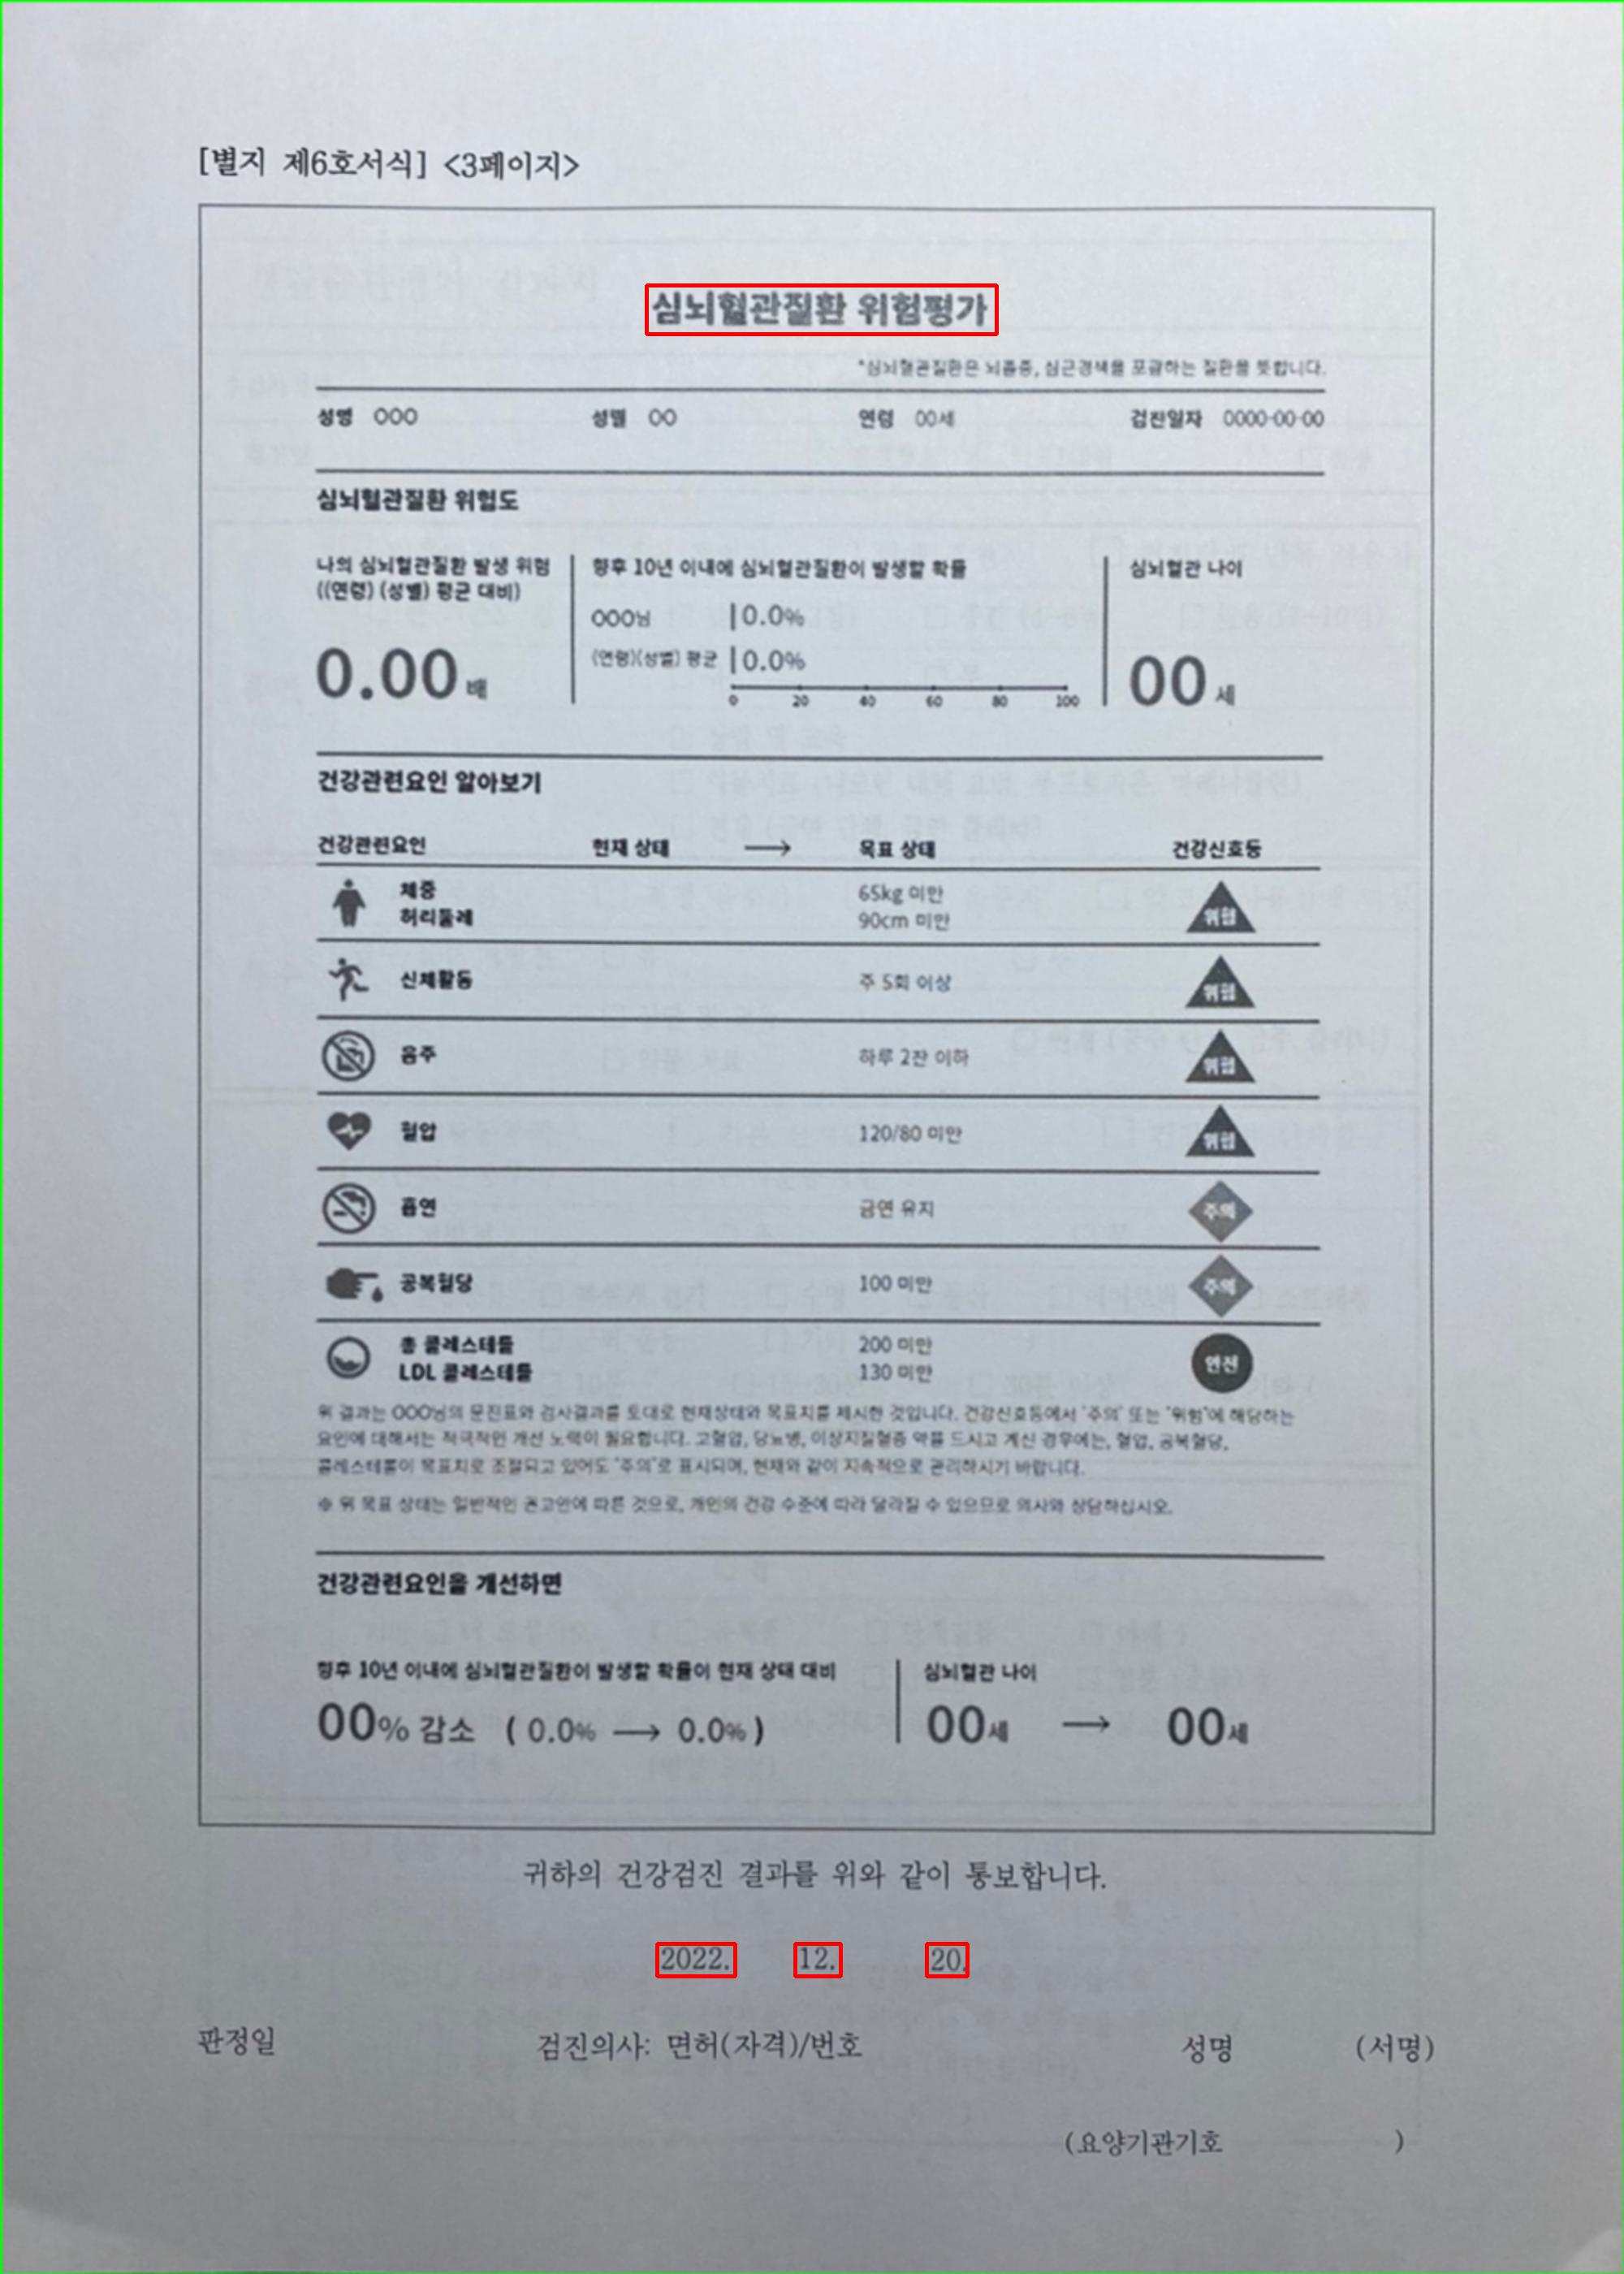 [별지 제6호서식] <3페이지>
심뇌혈관질환 위험평가
*심뇌혈관질환은 뇌졸중, 심근경색을 포괄하는 질환을 뜻합니다.
성명 OOO 성별 OO 연령 00세 검진일자 0000-00-00
심뇌혈관질환 위험도
나의 심뇌혈관질환 발생 위험 향후 10년 이내에 심뇌혈관질환이 발생할 확률 심뇌혈관 나이
((연령) (성별) 평균 대비)
OOO님 0.0%
(연령)(성별) 평균 0.0%
0.00 배 00 세
0 20 40 60 80 100
건강관련요인 알아보기
건강관련요인 현재 상태 → 목표 상태 건강신호등
체중 65kg 미만
허리둘레 90cm 미만 위험
신체활동 주 5회 이상 위험
음주 하루 2잔 이하 위험
혈압 120/80 미만 위험
흡연 금연 유지 주의
공복혈당 100 미만 주의
총 콜레스테롤 200 미만
LDL 콜레스테롤 130 미만 안전
위 결과는 OOO님의 문진표와 검사결과를 토대로 현재상태와 목표치를 제시한 것입니다. 건강신호등에서 '주의' 또는 '위험'에 해당하는
요인에 대해서는 적극적인 개선 노력이 필요합니다. 고혈압, 당뇨병, 이상지질혈증 약을 드시고 계신 경우에는, 혈압, 공복혈당,
콜레스테롤이 목표치로 조절되고 있어도 '주의'로 표시되며, 현재와 같이 지속적으로 관리하시기 바랍니다.
※ 위 목표 상태는 일반적인 권고안에 따른 것으로, 개인의 건강 수준에 따라 달라질 수 있으므로 의사와 상담하십시오.
건강관련요인을 개선하면
향후 10년 이내에 심뇌혈관질환이 발생할 확률이 현재 상태 대비 심뇌혈관 나이
00% 감소 ( 0.0% → 0.0% ) 00세 → 00세
귀하의 건강검진 결과를 위와 같이 통보합니다.
2022. 12. 20.
판정일 검진의사: 면허(자격)/번호 성명 (서명)
(요양기관기호 )